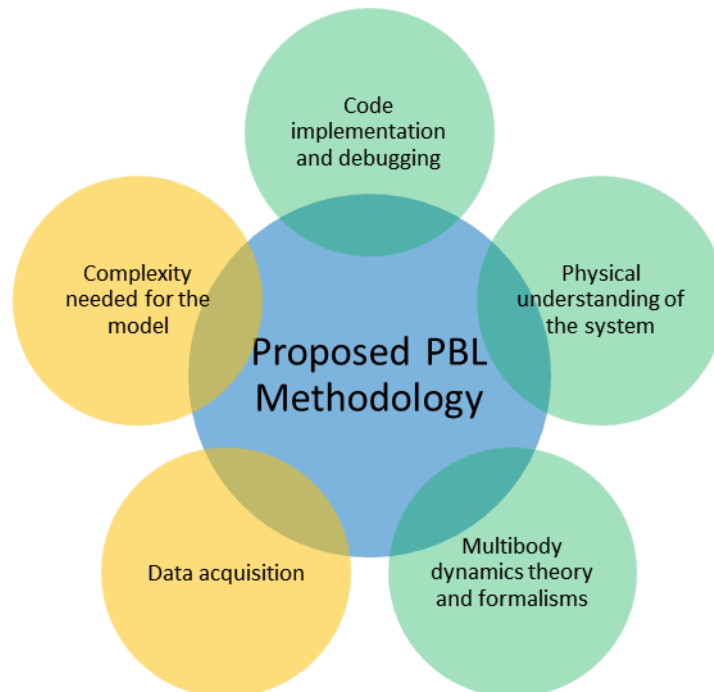 Code
implementation
and debugging
Complexity
needed for the
model
Physical
understanding of
the system
Proposed PBL
Methodology
Data acquisition
Multibody
dynamics theory
and formalisms